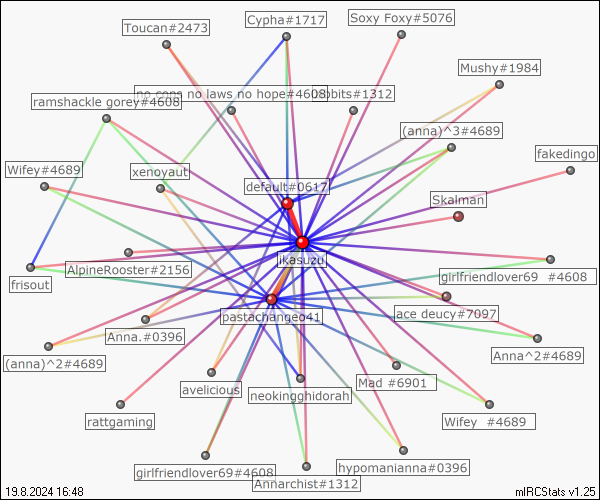 Soxy Foxy#5076
Cypha#1717
Toucan#2473
Mushy#1984
no cops no laws no hope#4608
bbits#1312
ramshackle gorey#4608
(anna)^3#4689
fakedingo
Wifey#4689
xenoyaut
default#0617
Skalman
ikasuzu
AlpineRooster#2156
girlfriendlover69 #4608
frisout
pastachangeo41
ace deucy#7097
Anna.#0396
Anna^2#4689
(anna)^2#4689
avelicious
neokingghidorah
Mad #6901
rattgaming
Wifey #4689
girlfriendlover69#4608
hypomanianna#0396
Annarchist#1312
19.8.2024 16:48
mIRCStats v1.25